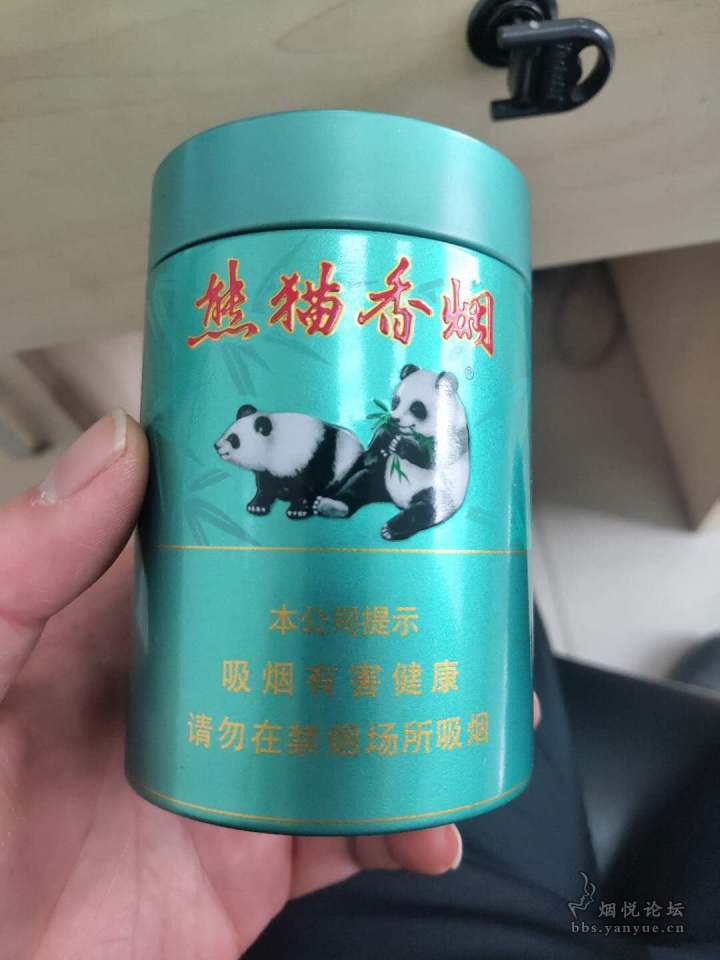 熊猫香烟
®
本公司提示
吸烟有害健康
请勿在禁烟场所吸烟
烟悦论坛
bbs.yanyue.cn